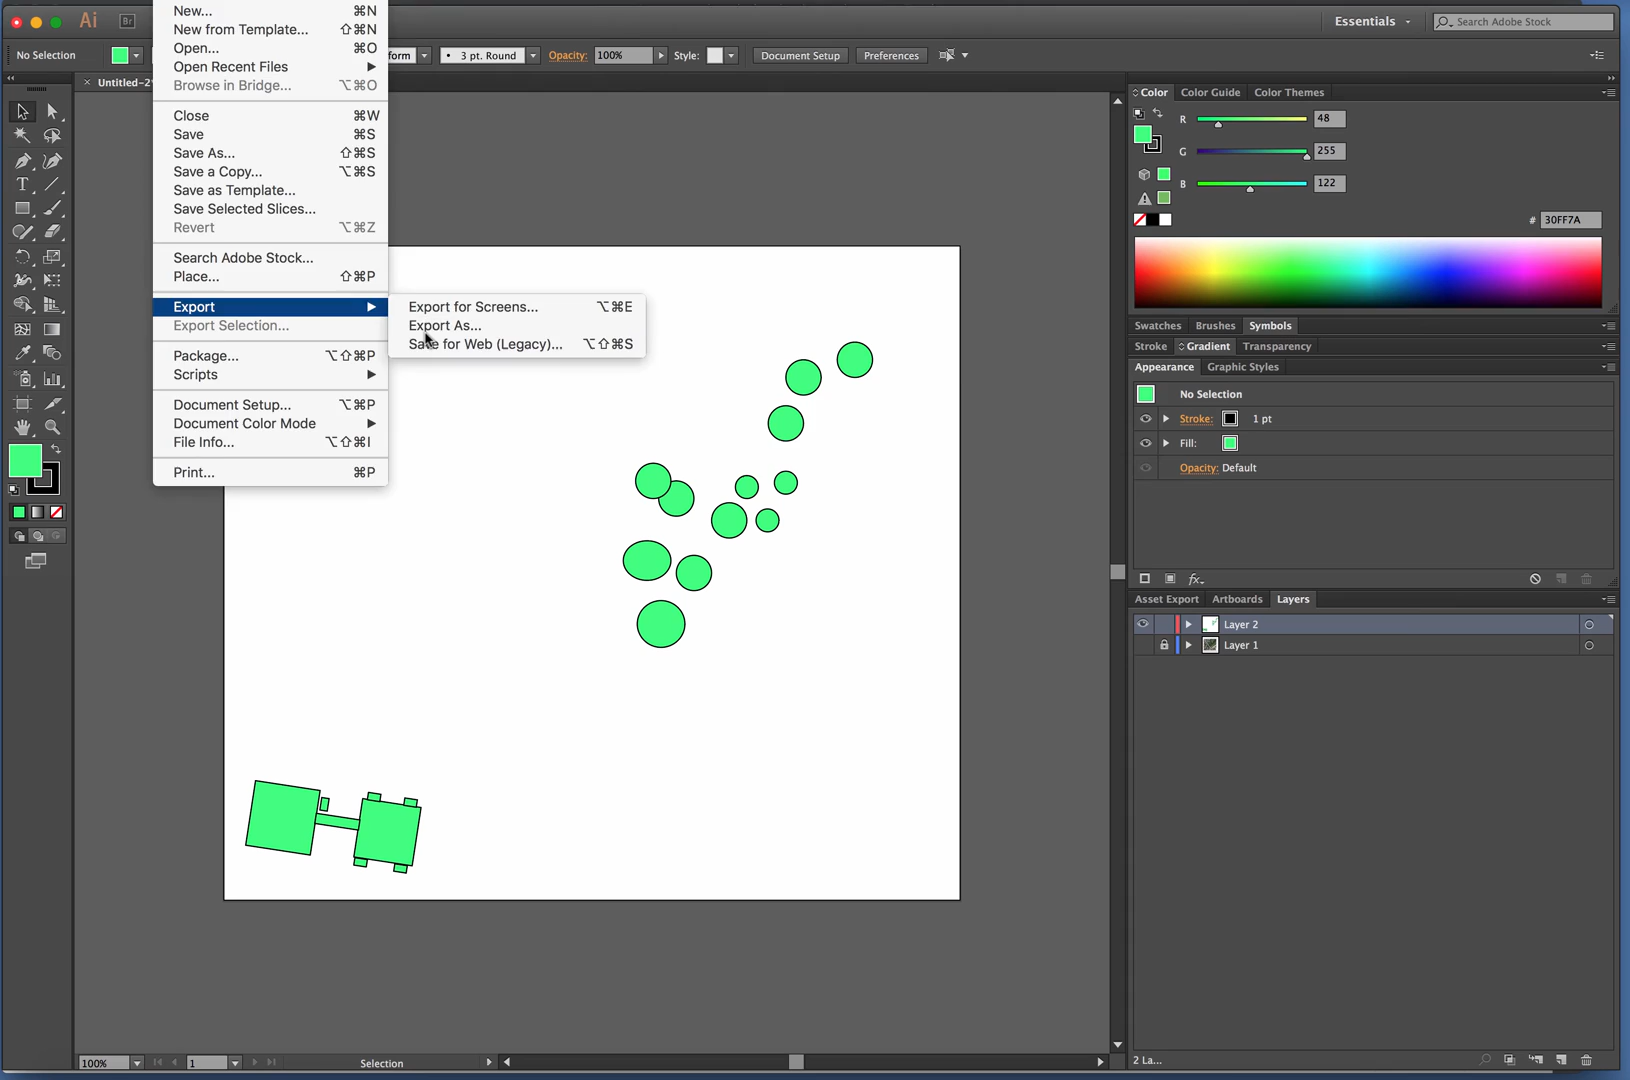 Ai Br Essentials Search Adobe Stock
No Selection form 3 pt. Round Opacity: 100% Style: Document Setup Preferences
× Untitled-2
New... ⌘N
New from Template... ⇧⌘N
Open... ⌘O
Open Recent Files
Browse in Bridge... ⌥⌘O
Close ⌘W
Save ⌘S
Save As... ⇧⌘S
Save a Copy... ⌥⌘S
Save as Template...
Save Selected Slices...
Revert ⌥⌘Z
Search Adobe Stock...
Place... ⇧⌘P
Export
Export Selection...
Package... ⌥⇧⌘P
Scripts
Document Setup... ⌥⌘P
Document Color Mode
File Info... ⌥⇧⌘I
Print... ⌘P
Export for Screens... ⌥⌘E
Export As...
Save for Web (Legacy)... ⌥⇧⌘S
Color Color Guide Color Themes
R 48
G 255
B 122
# 30FF7A
Swatches Brushes Symbols
Stroke Gradient Transparency
Appearance Graphic Styles
No Selection
Stroke: 1 pt
Fill:
Opacity: Default
fx
Asset Export Artboards Layers
Layer 2
Layer 1
2 La...
100% 1 Selection